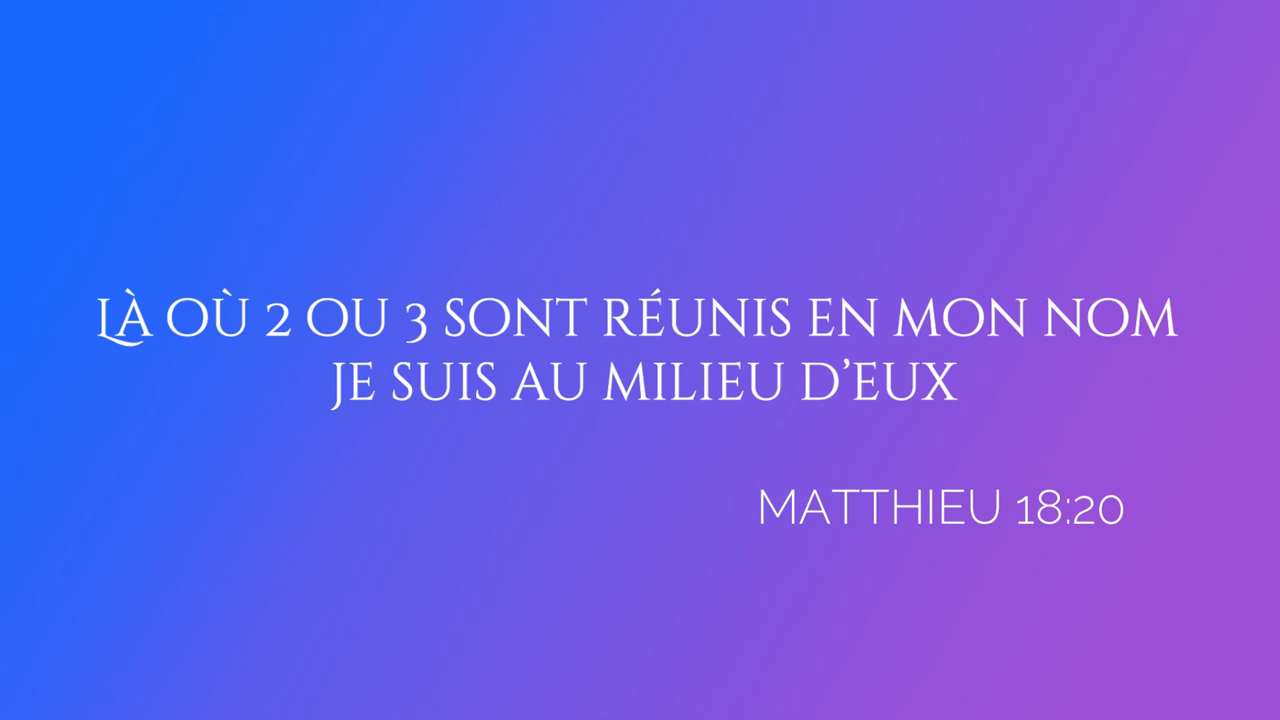 LÀ OÙ 2 OU 3 SONT RÉUNIS EN MON NOM
JE SUIS AU MILIEU D’EUX
MATTHIEU 18:20